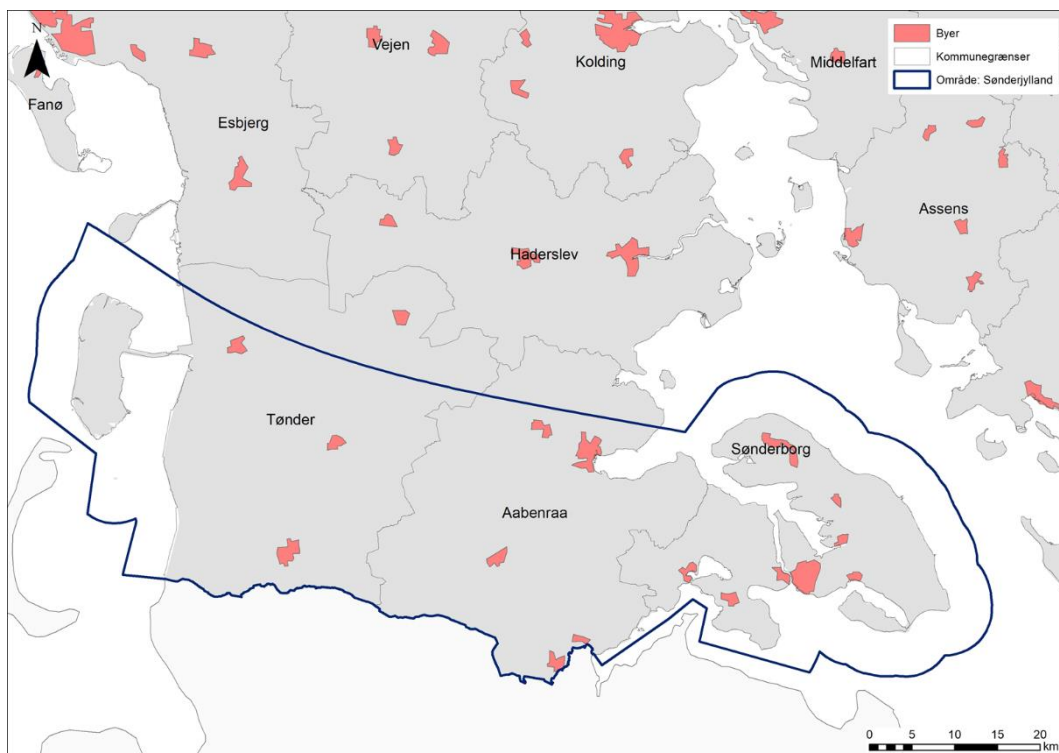 N
Vejen
Kolding
Middelfart
Fanø
Esbjerg
Assens
Haderslev
Tønder
Sønderborg
Aabenraa
Byer
Kommunegrænser
Område: Sønderjylland
0 5 10 20
km